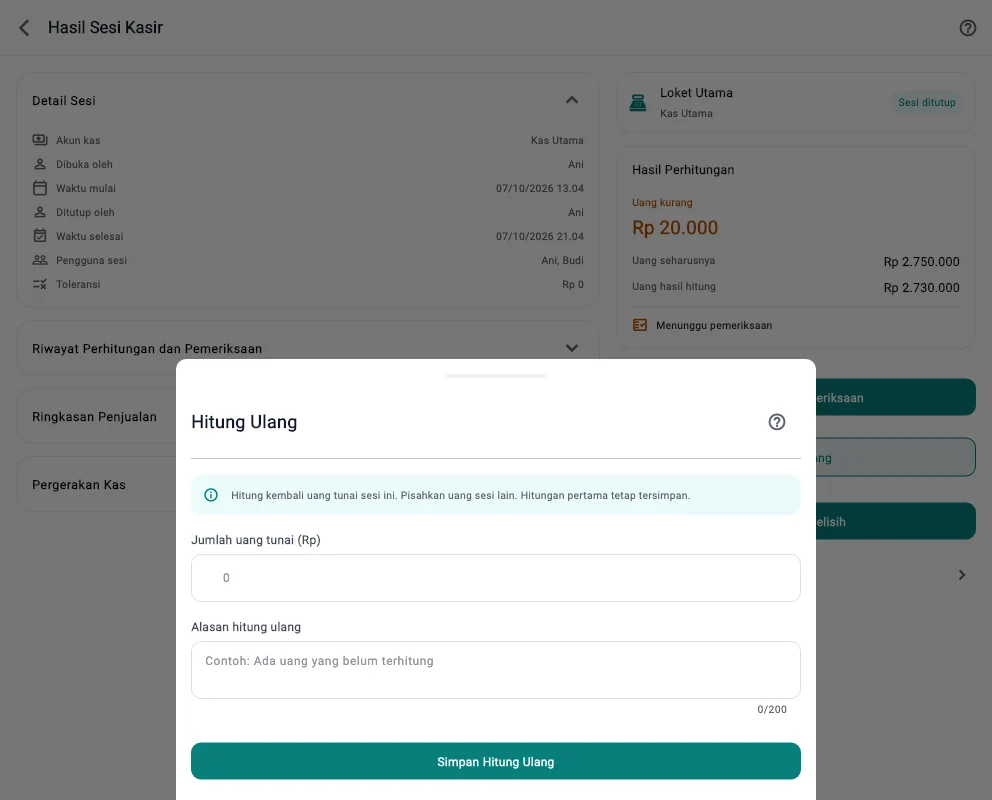 Hasil Sesi Kasir
Detail Sesi
Akun kas Kas Utama
Dibuka oleh Ani
Waktu mulai 07/10/2026 13.04
Ditutup oleh Ani
Waktu selesai 07/10/2026 21.04
Pengguna sesi Ani, Budi
Toleransi Rp 0
Riwayat Perhitungan dan Pemeriksaan
Ringkasan Penjualan
Pergerakan Kas
Loket Utama
Kas Utama
Sesi ditutup
Hasil Perhitungan
Uang kurang
Rp 20.000
Uang seharusnya Rp 2.750.000
Uang hasil hitung Rp 2.730.000
Menunggu pemeriksaan
Hitung Ulang
Hitung kembali uang tunai sesi ini. Pisahkan uang sesi lain. Hitungan pertama tetap tersimpan.
Jumlah uang tunai (Rp)
0
Alasan hitung ulang
Contoh: Ada uang yang belum terhitung
0/200
Simpan Hitung Ulang